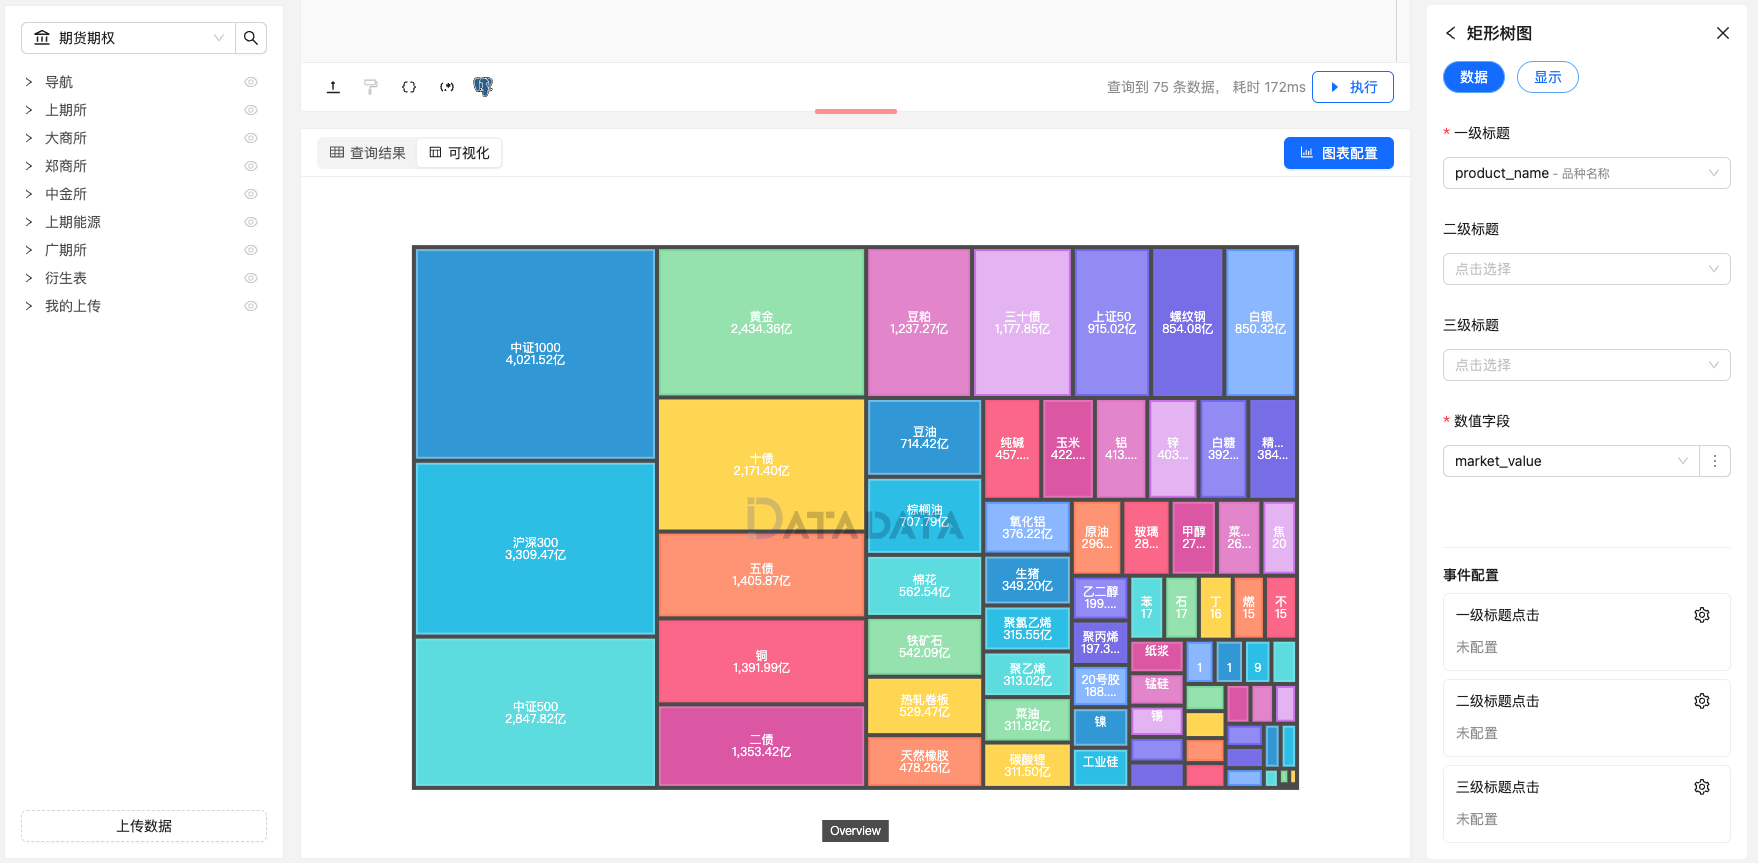 期货期权
导航
上期所
大商所
郑商所
中金所
上期能源
广期所
衍生表
我的上传
上传数据
{}
(.*)
查询到 75 条数据， 耗时 172ms
执行
查询结果
可视化
图表配置
中证1000
4,021.52亿
沪深300
3,309.47亿
中证500
2,847.82亿
黄金
2,434.36亿
十债
2,171.40亿
五债
1,405.87亿
铜
1,391.99亿
二债
1,353.42亿
豆粕
1,237.27亿
三十债
1,177.85亿
上证50
915.02亿
螺纹钢
854.08亿
白银
850.32亿
豆油
714.42亿
棕榈油
707.79亿
棉花
562.54亿
铁矿石
542.09亿
热轧卷板
529.47亿
天然橡胶
478.26亿
纯碱
457....
玉米
422....
铝
413....
锌
403...
白糖
392...
精...
384...
氧化铝
376.22亿
生猪
349.20亿
聚氯乙烯
315.55亿
聚乙烯
313.02亿
菜油
311.82亿
碳酸锂
311.50亿
原油
296...
玻璃
28...
甲醇
27...
菜...
26...
焦
20
乙二醇
199....
聚丙烯
197.3...
20号胶
188....
镍
工业硅
苯
17
石
17
丁
16
燃
15
不
15
纸浆
锰硅
锡
1
1
9
iDATADATA
Overview
矩形树图
数据
显示
* 一级标题
product_name - 品种名称
二级标题
点击选择
三级标题
点击选择
* 数值字段
market_value
事件配置
一级标题点击
未配置
二级标题点击
未配置
三级标题点击
未配置